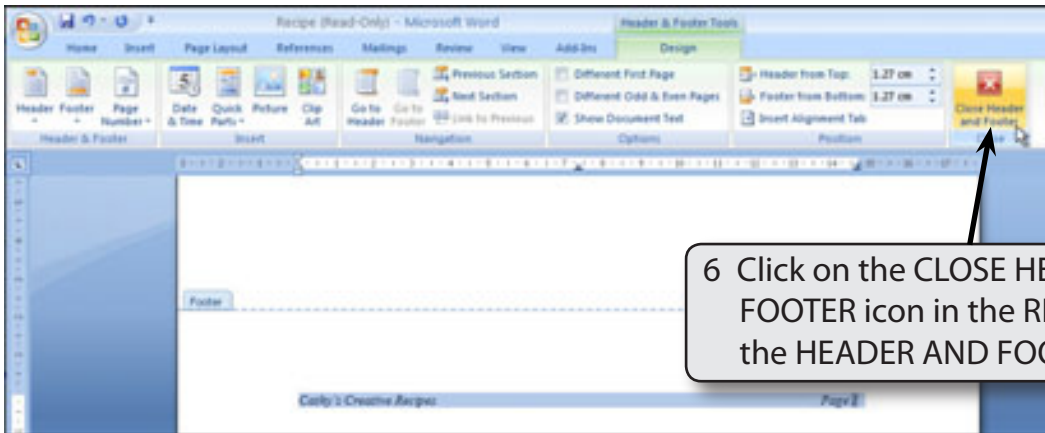 Recipe (Read-Only) - Microsoft Word Header & Footer Tools
Home Insert Page Layout References Mailings Review View Add-Ins Design
Header Footer Page Number
Date & Time Quick Parts Picture Clip Art
Go to Header Go to Footer
Previous Section
Next Section
Link to Previous
Different First Page
Different Odd & Even Pages
Show Document Text
Header from Top: 1.27 cm
Footer from Bottom: 1.27 cm
Insert Alignment Tab
Close Header and Footer
Header & Footer Insert Navigation Options Position Close
6 Click on the CLOSE HE
FOOTER icon in the
the HEADER AND FOO
Footer
Cathy's Creative Recipes Page 1